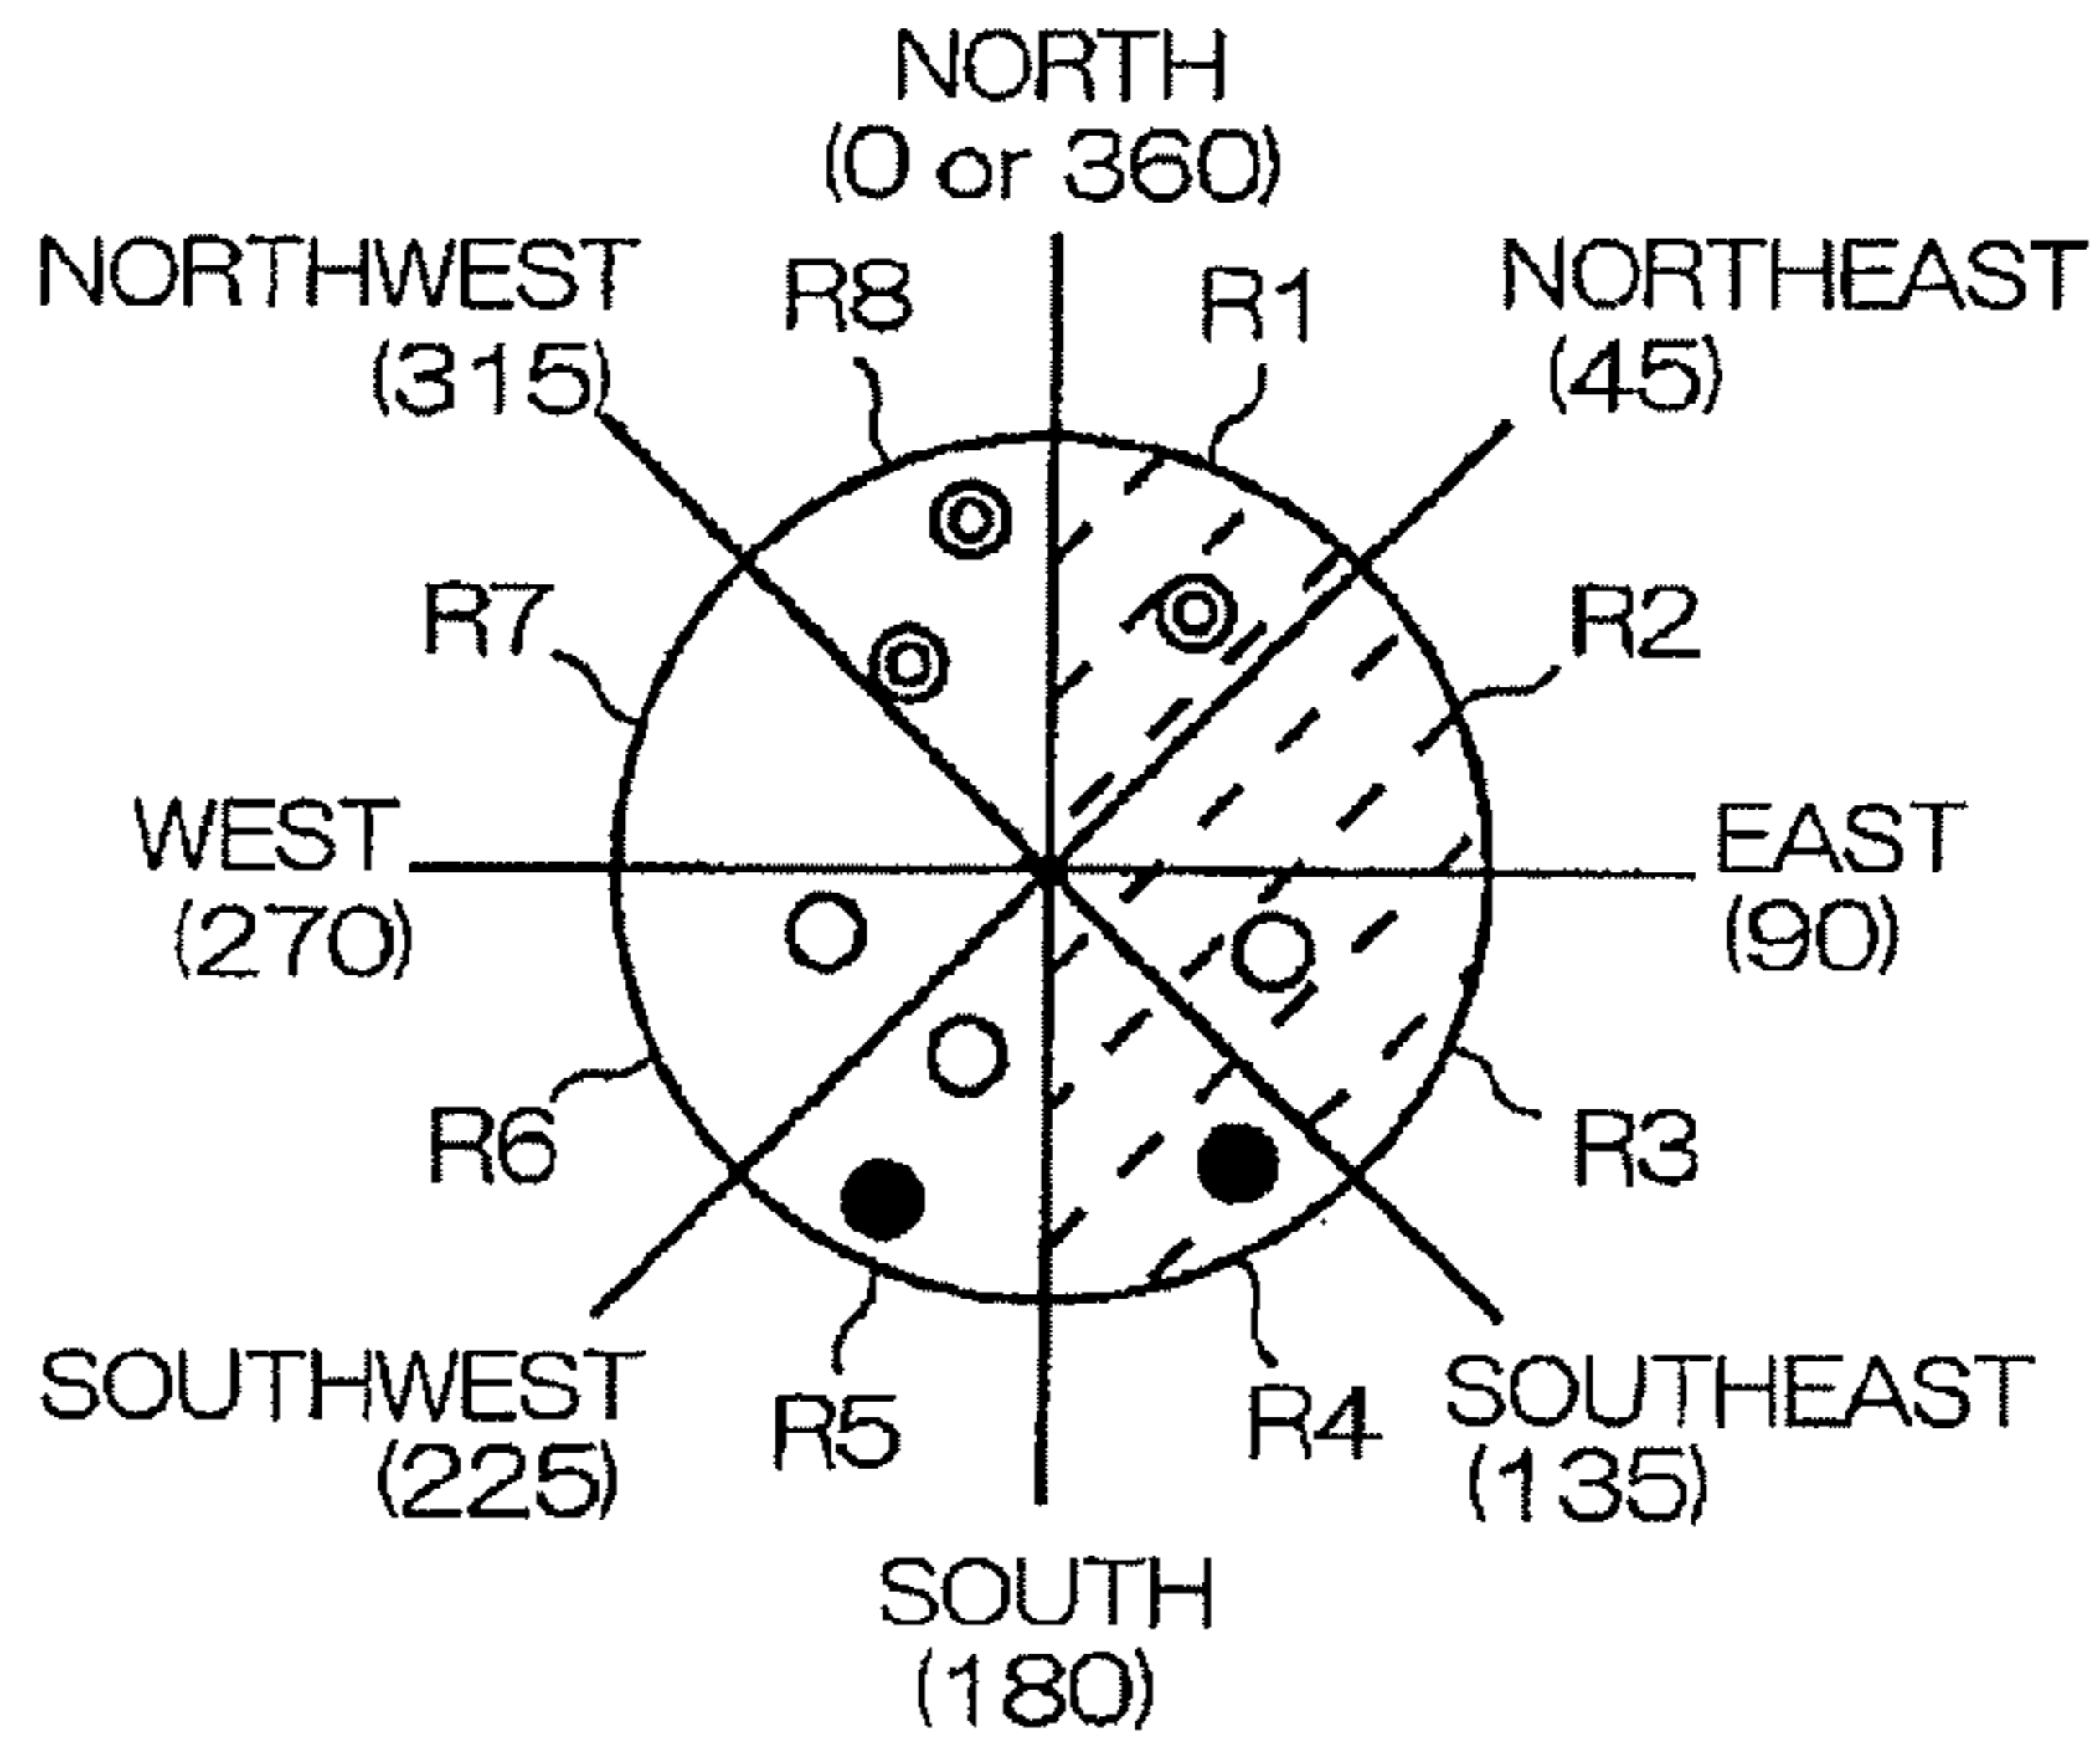 NORTH
(0 or 360)
NORTHWEST
(315)
R8
R1
NORTHEAST
(45)
R7
R2
WEST
(270)
EAST
(90)
R6
R3
SOUTHWEST
(225)
R5
R4
SOUTHEAST
(135)
SOUTH
(180)